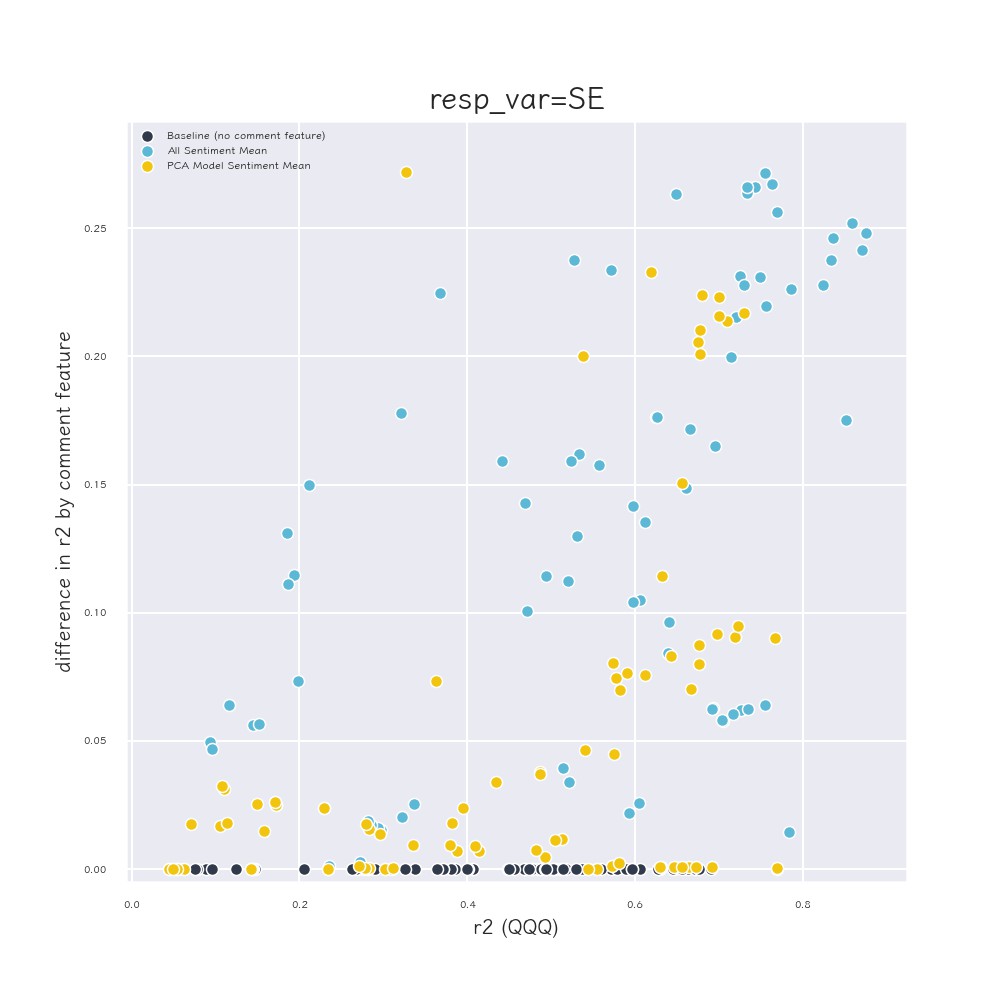 resp_var=SE
Baseline (no comment feature)
All Sentiment Mean
PCA Model Sentiment Mean
difference in r2 by comment feature
0.25
0.20
0.15
0.10
0.05
0.00
0.0 0.2 0.4 0.6 0.8
r2 (QQQ)